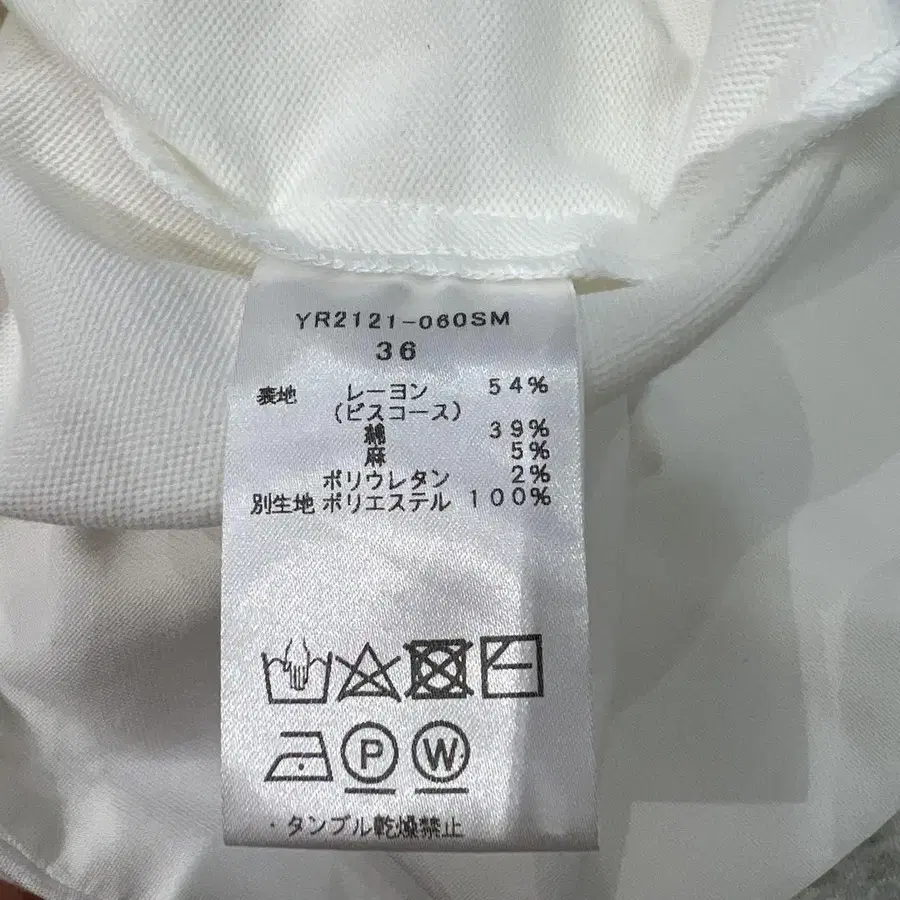 YR2121-060SM
36
表地 レーヨン 54%
(ビスコース)
綿 39%
麻 5%
ポリウレタン 2%
別生地 ポリエステル 100%
P W
・タンブル乾燥禁止